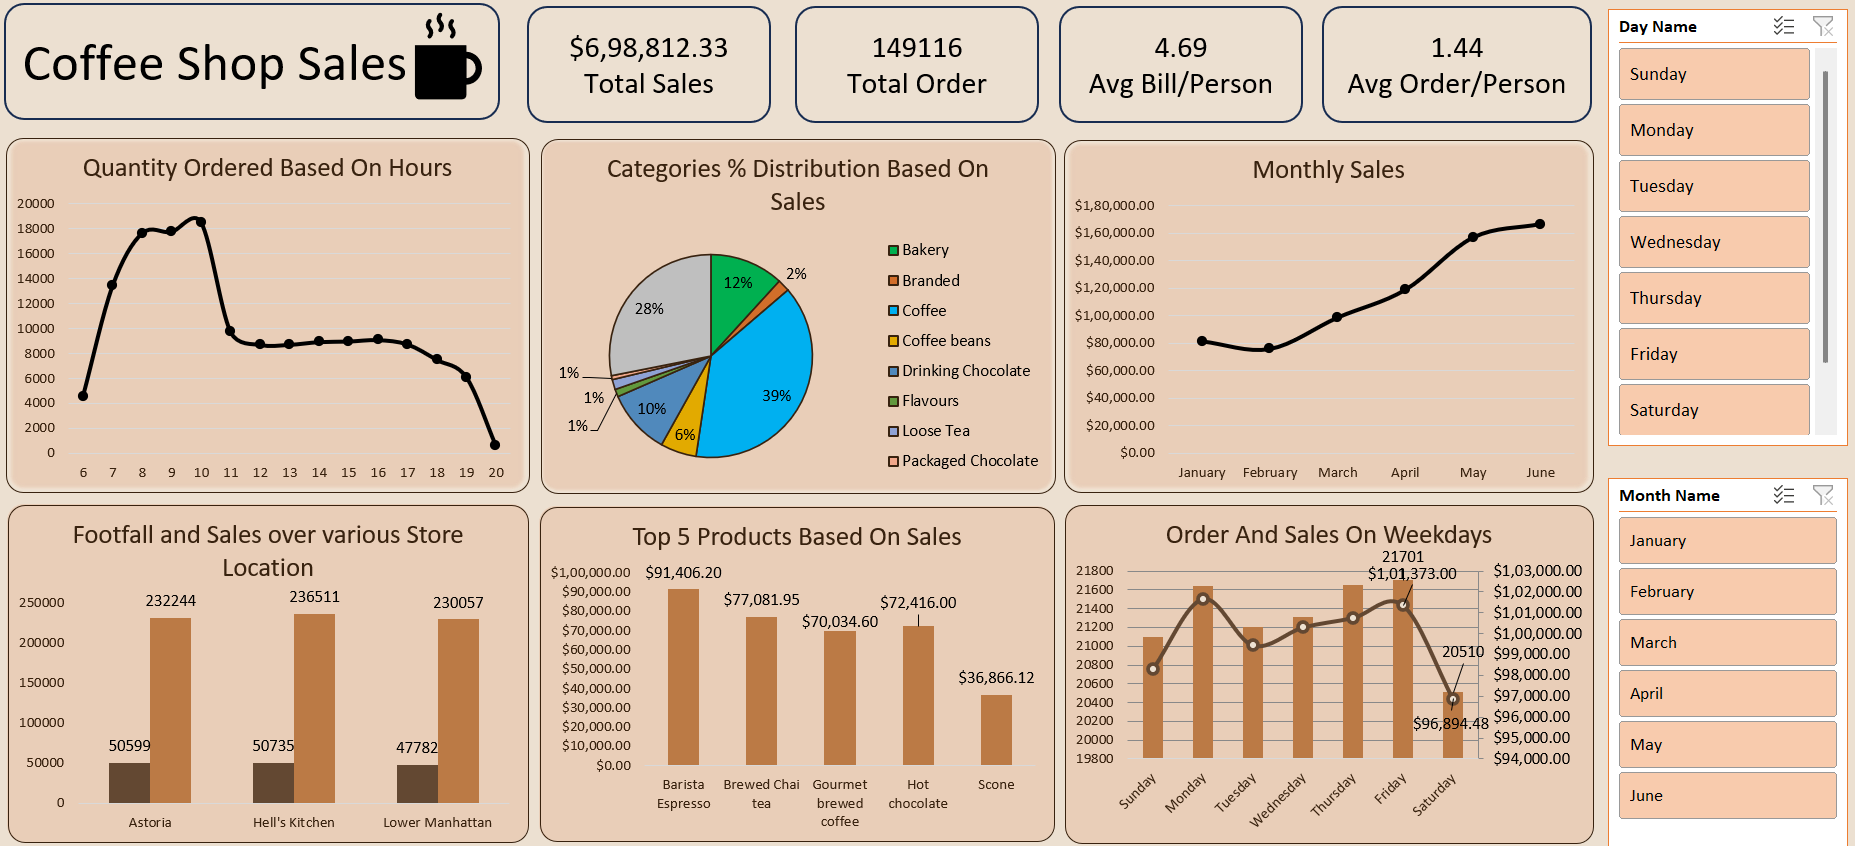 Coffee Shop Sales
$6,98,812.33
Total Sales
149116
Total Order
4.69
Avg Bill/Person
1.44
Avg Order/Person
Day Name
Sunday
Monday
Tuesday
Wednesday
Thursday
Friday
Saturday
Quantity Ordered Based On Hours
20000
18000
16000
14000
12000
10000
8000
6000
4000
2000
0
6 7 8 9 10 11 12 13 14 15 16 17 18 19 20
Categories % Distribution Based On
Sales
12%
2%
39%
6%
10%
1%
1%
1%
28%
Bakery
Branded
Coffee
Coffee beans
Drinking Chocolate
Flavours
Loose Tea
Packaged Chocolate
Monthly Sales
$1,80,000.00
$1,60,000.00
$1,40,000.00
$1,20,000.00
$1,00,000.00
$80,000.00
$60,000.00
$40,000.00
$20,000.00
$0.00
January February March April May June
Month Name
January
February
March
April
May
June
Footfall and Sales over various Store
Location
250000
200000
150000
100000
50000
0
50599
232244
50735
236511
47782
230057
Astoria Hell's Kitchen Lower Manhattan
Top 5 Products Based On Sales
$1,00,000.00
$90,000.00
$80,000.00
$70,000.00
$60,000.00
$50,000.00
$40,000.00
$30,000.00
$20,000.00
$10,000.00
$0.00
$91,406.20
$77,081.95
$70,034.60
$72,416.00
$36,866.12
Barista
Espresso
Brewed Chai
tea
Gourmet
brewed
coffee
Hot
chocolate
Scone
Order And Sales On Weekdays
21800
21600
21400
21200
21000
20800
20600
20400
20200
20000
19800
21701
$1,01,373.00
20510
$96,894.48
$1,03,000.00
$1,02,000.00
$1,01,000.00
$1,00,000.00
$99,000.00
$98,000.00
$97,000.00
$96,000.00
$95,000.00
$94,000.00
Sunday
Monday
Tuesday
Wednesday
Thursday
Friday
Saturday